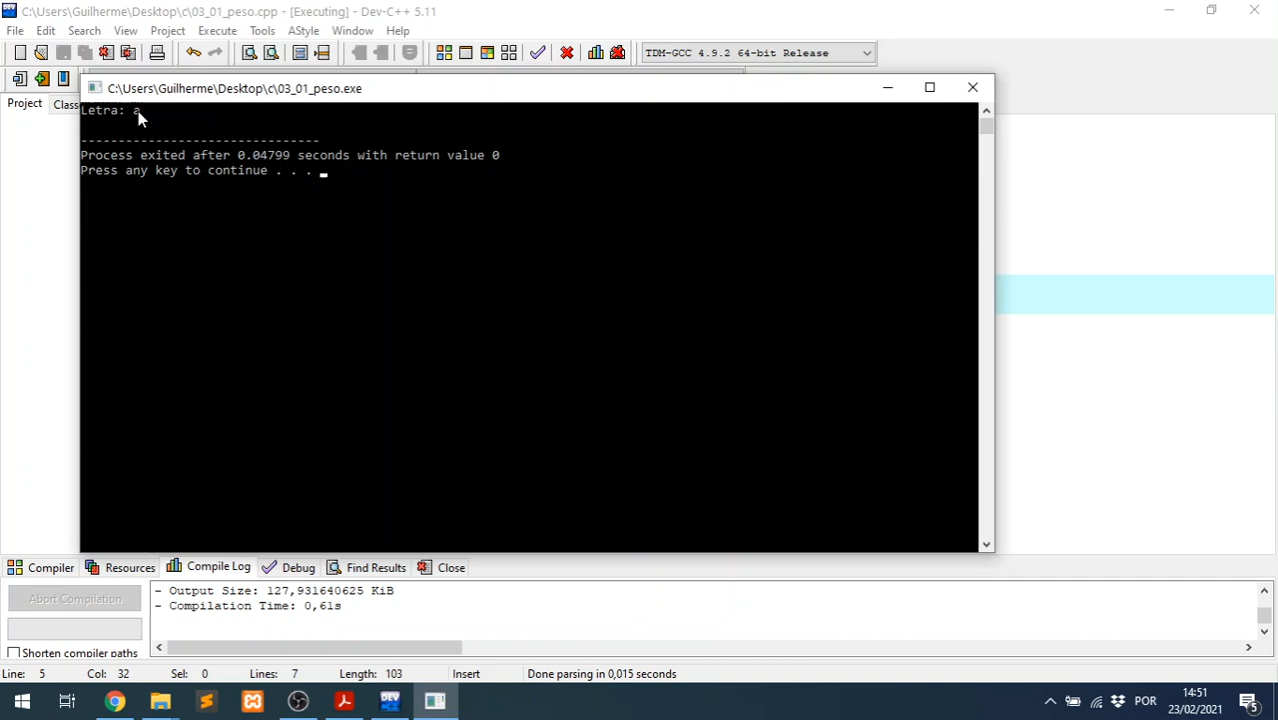 C:\Users\Guilherme\Desktop\c\03_01_peso.cpp - [Executing] - Dev-C++ 5.11
File Edit Search View Project Execute Tools AStyle Window Help
TDM-GCC 4.9.2 64-bit Release
C:\Users\Guilherme\Desktop\c\03_01_peso.exe
Project Class
Letra: a
--------------------------------
Process exited after 0.04799 seconds with return value 0
Press any key to continue . . .
Compiler Resources Compile Log Debug Find Results Close
Abort Compilation
- Output Size: 127,931640625 KiB
- Compilation Time: 0,61s
Shorten compiler paths
Line: 5 Col: 32 Sel: 0 Lines: 7 Length: 103 Insert Done parsing in 0,015 seconds
DEV
POR
14:51
23/02/2021
5